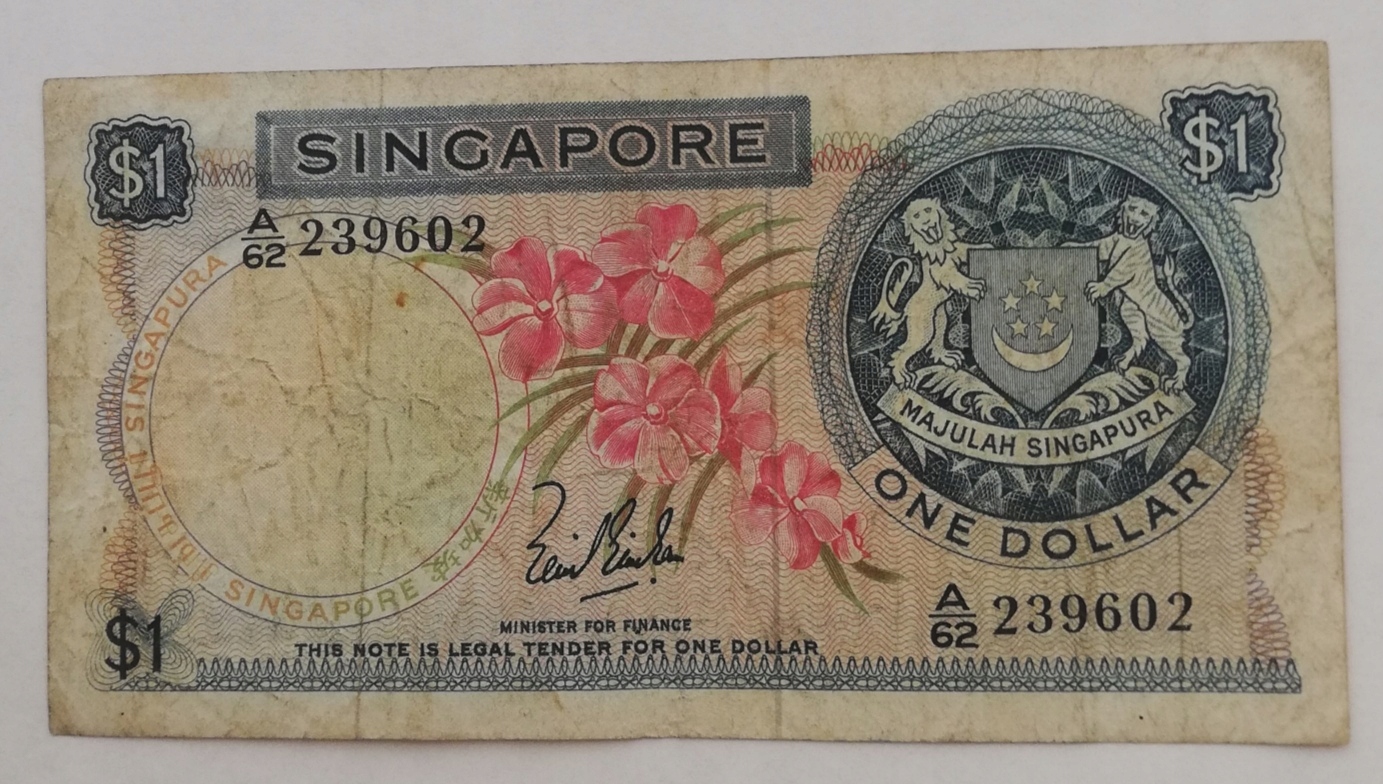 $1
SINGAPORE
$1
A/62 239602
SINGAPURA
SINGAPORE
MAJULAH SINGAPURA
ONE DOLLAR
A/62 239602
MINISTER FOR FINANCE
$1
THIS NOTE IS LEGAL TENDER FOR ONE DOLLAR